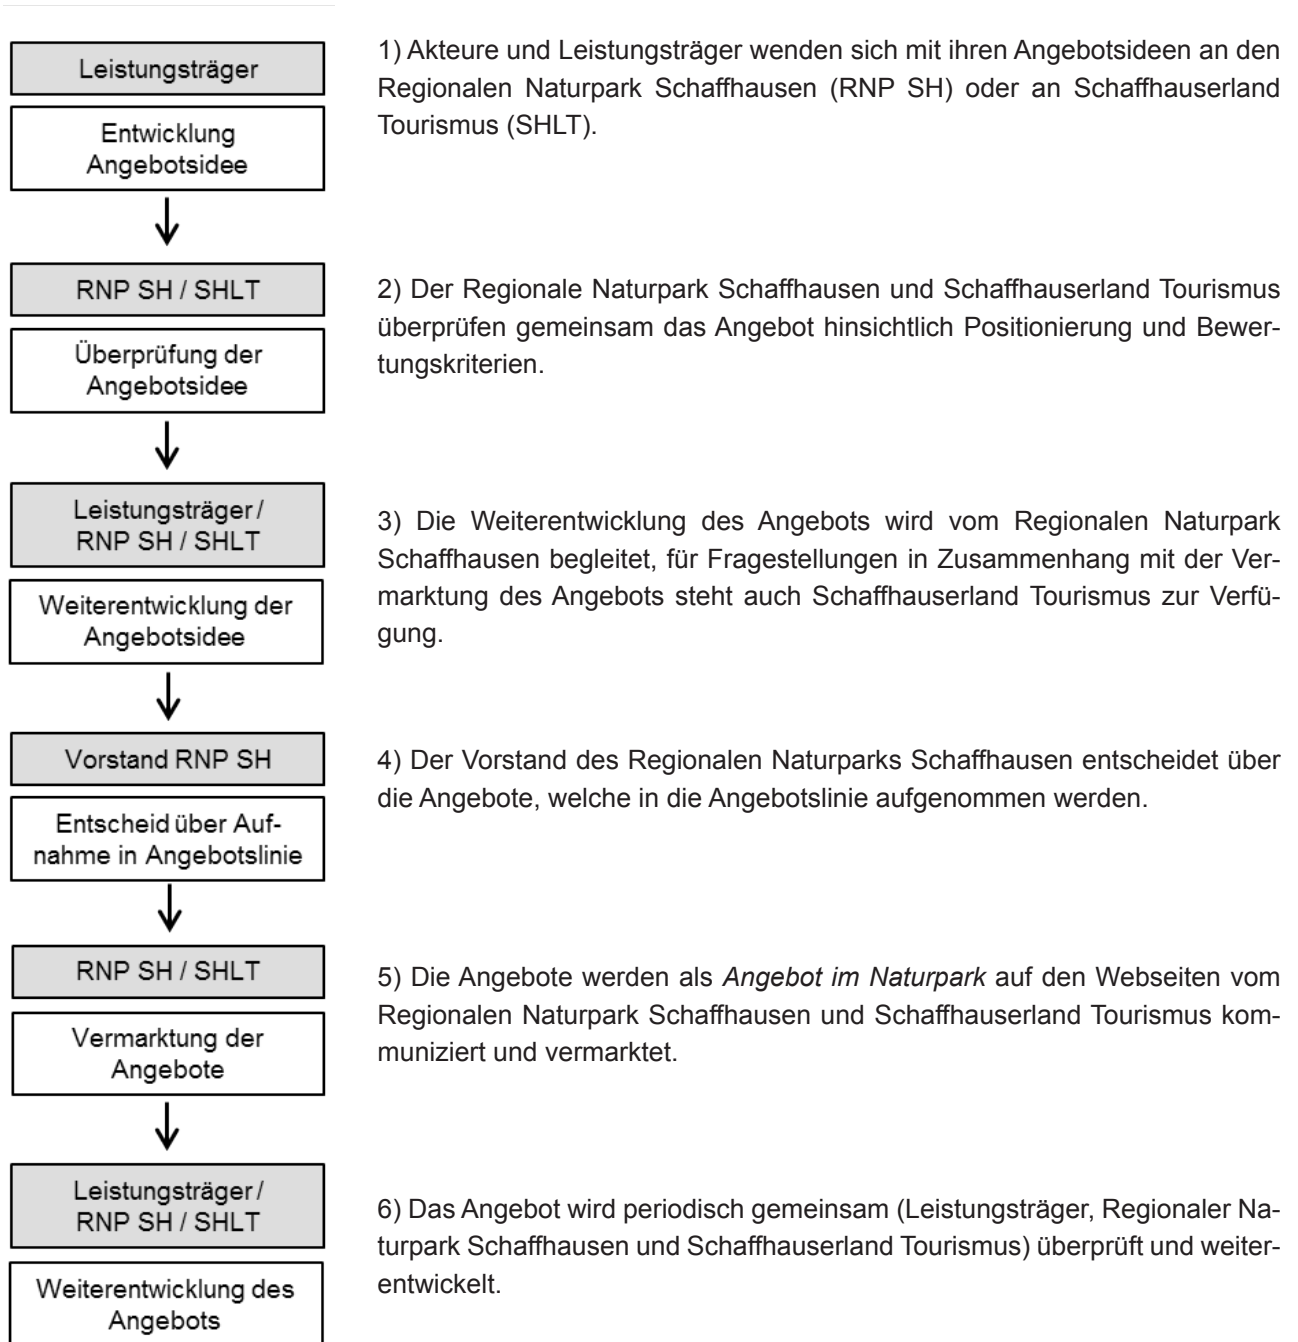 Leistungsträger
Entwicklung
Angebotsidee
1) Akteure und Leistungsträger wenden sich mit ihren Angebotsideen an den
Regionalen Naturpark Schaffhausen (RNP SH) oder an Schaffhauserland
Tourismus (SHLT).
RNP SH / SHLT
Überprüfung der
Angebotsidee
2) Der Regionale Naturpark Schaffhausen und Schaffhauserland Tourismus
überprüfen gemeinsam das Angebot hinsichtlich Positionierung und Bewer-
tungskriterien.
Leistungsträger /
RNP SH / SHLT
Weiterentwicklung der
Angebotsidee
3) Die Weiterentwicklung des Angebots wird vom Regionalen Naturpark
Schaffhausen begleitet, für Fragestellungen in Zusammenhang mit der Ver-
marktung des Angebots steht auch Schaffhauserland Tourismus zur Verfü-
gung.
Vorstand RNP SH
Entscheid über Auf-
nahme in Angebotslinie
4) Der Vorstand des Regionalen Naturparks Schaffhausen entscheidet über
die Angebote, welche in die Angebotslinie aufgenommen werden.
RNP SH / SHLT
Vermarktung der
Angebote
5) Die Angebote werden als Angebot im Naturpark auf den Webseiten vom
Regionalen Naturpark Schaffhausen und Schaffhauserland Tourismus kom-
muniziert und vermarktet.
Leistungsträger /
RNP SH / SHLT
Weiterentwicklung des
Angebots
6) Das Angebot wird periodisch gemeinsam (Leistungsträger, Regionaler Na-
turpark Schaffhausen und Schaffhauserland Tourismus) überprüft und weiter-
entwickelt.